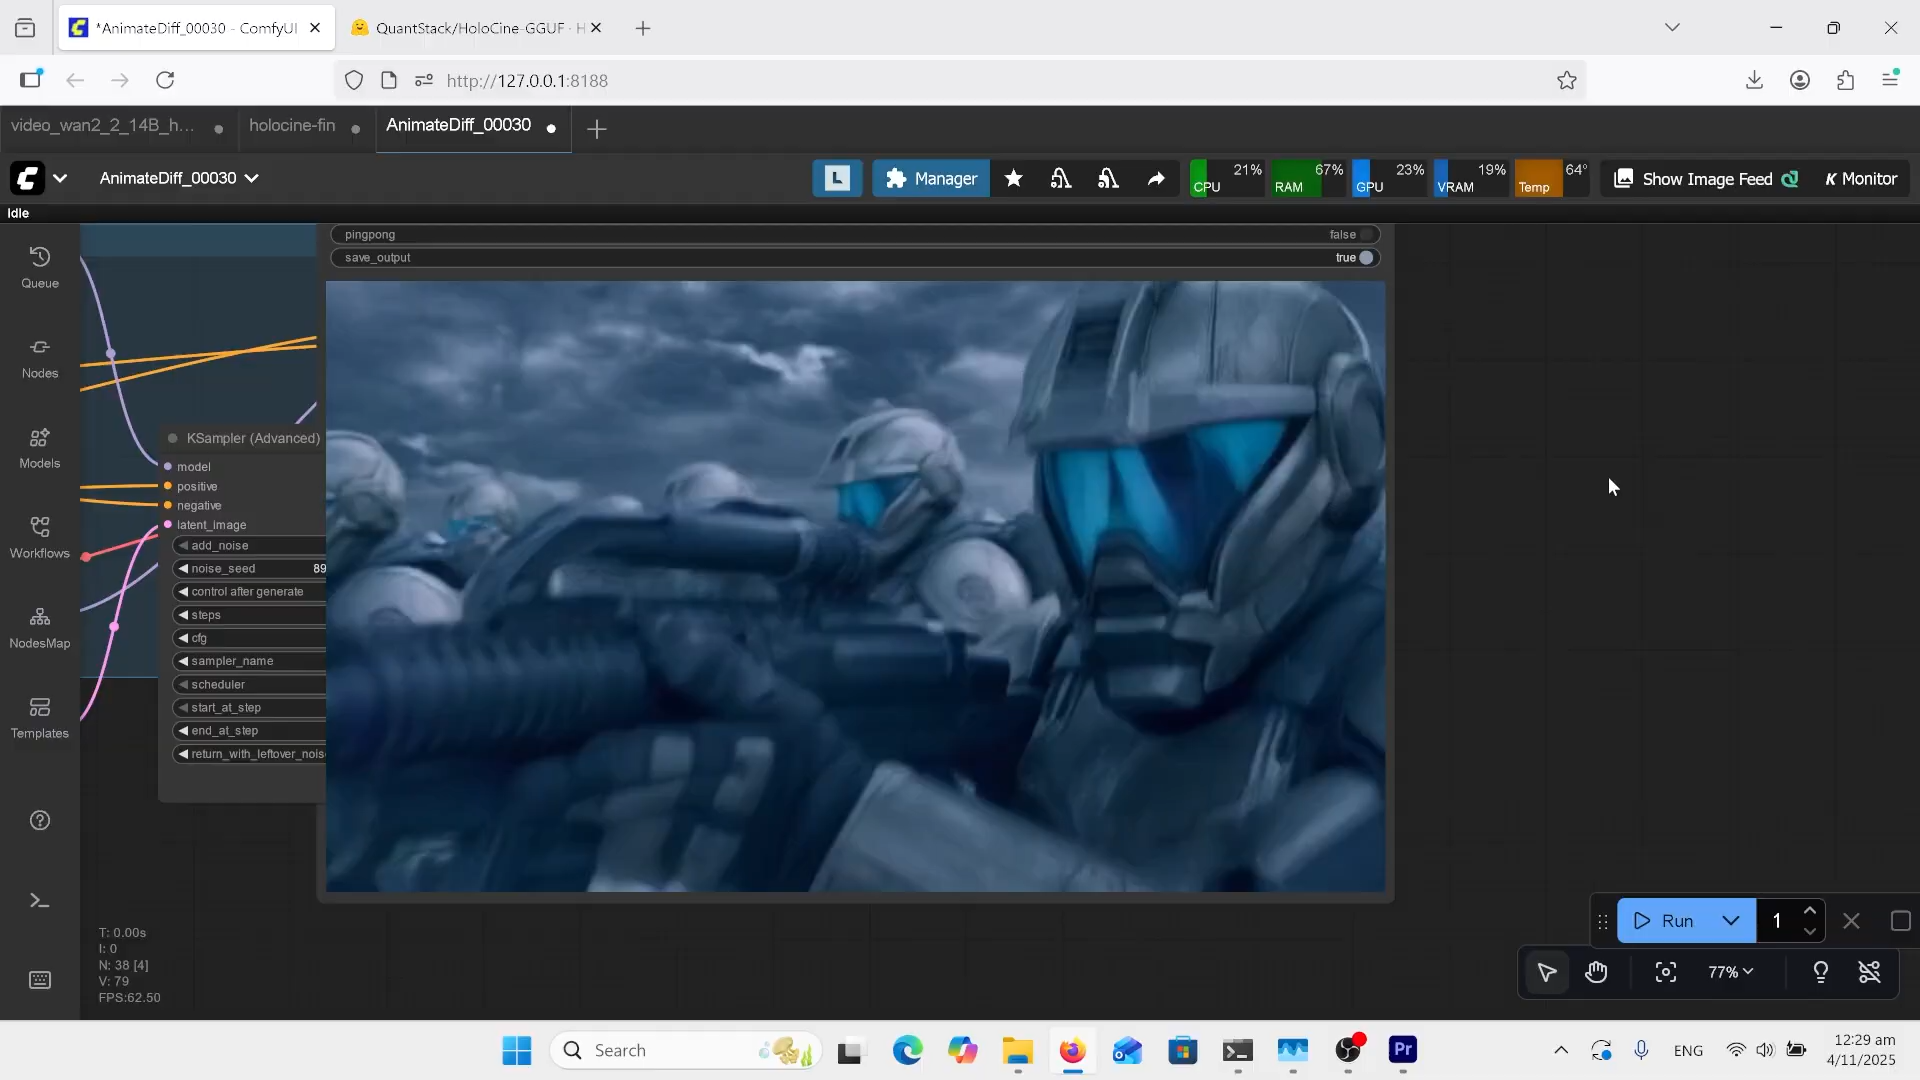 *AnimateDiff_00030 - ComfyUI
QuantStack/HoloCine-GGUF · H
http://127.0.0.1:8188
video_wan2_2_14B_h...
holocine-fin
AnimateDiff_00030
AnimateDiff_00030
L
Manager
CPU 21%
RAM 67%
GPU 23%
VRAM 19%
Temp 64°
Show Image Feed
K Monitor
Idle
Queue
Nodes
Models
Workflows
NodesMap
Templates
pingpong false
save_output true
KSampler (Advanced)
model
positive
negative
latent_image
add_noise
noise_seed 89
control after generate
steps
cfg
sampler_name
scheduler
start_at_step
end_at_step
return_with_leftover_nois
T: 0.00s
I: 0
N: 38 [4]
V: 79
FPS:62.50
Run
1
77%
Search
Pr
ENG
12:29 am
4/11/2025